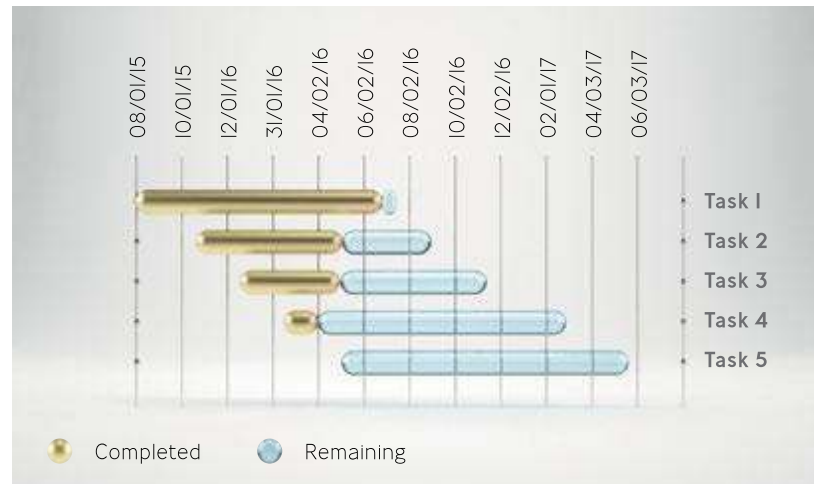 08/01/15
10/01/15
12/01/16
31/01/16
04/02/16
06/02/16
08/02/16
10/02/16
12/02/16
02/01/17
04/03/17
06/03/17
Task 1
Task 2
Task 3
Task 4
Task 5
Completed
Remaining